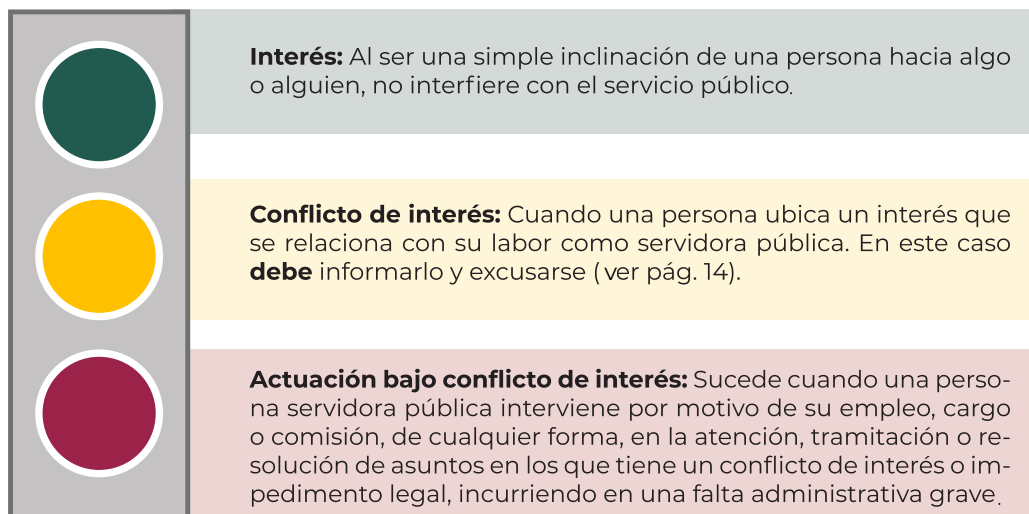 Interés: Al ser una simple inclinación de una persona hacia algo
o alguien, no interfiere con el servicio público.
Conflicto de interés: Cuando una persona ubica un interés que
se relaciona con su labor como servidora pública. En este caso
debe informarlo y excusarse (ver pág. 14).
Actuación bajo conflicto de interés: Sucede cuando una perso-
na servidora pública interviene por motivo de su empleo, cargo
o comisión, de cualquier forma, en la atención, tramitación o re-
solución de asuntos en los que tiene un conflicto de interés o im-
pedimento legal, incurriendo en una falta administrativa grave.